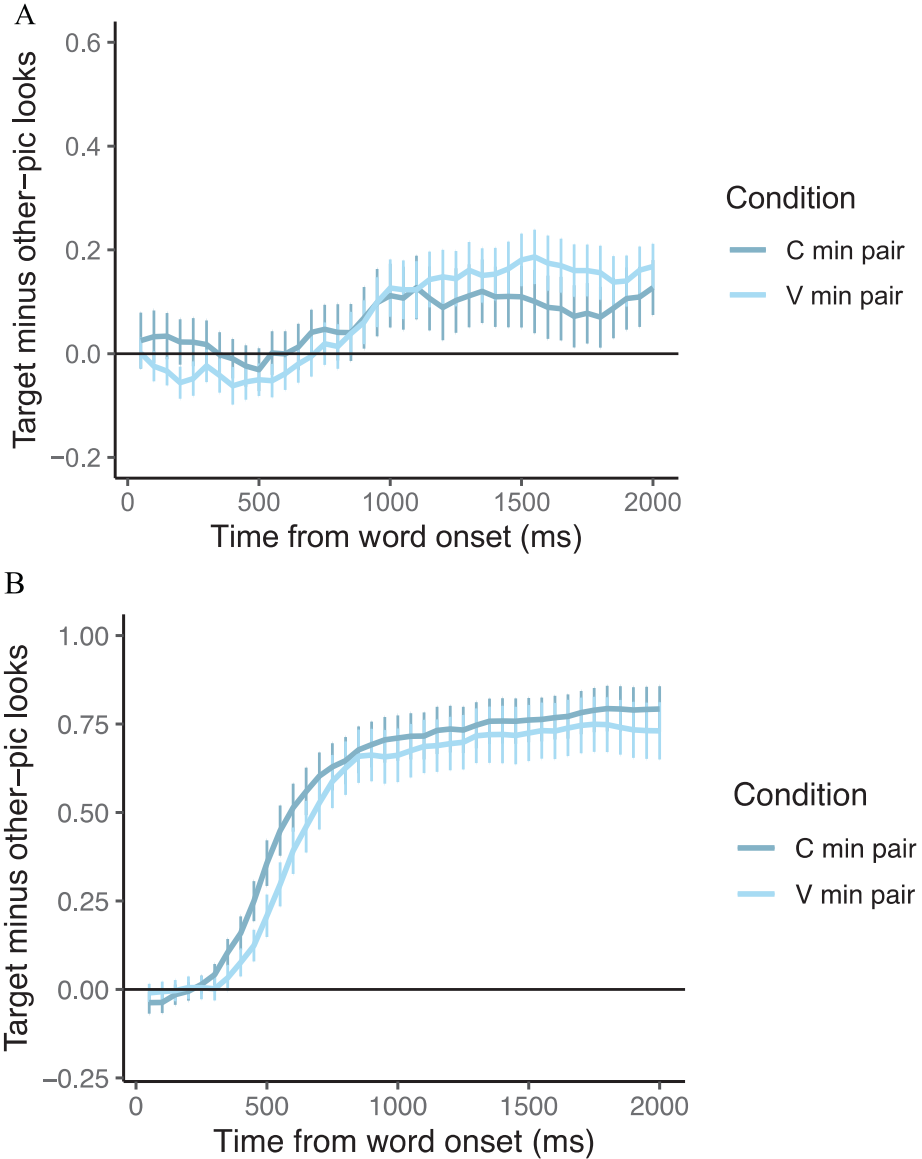 A
Target minus other−pic looks
0.6
0.4
0.2
0.0
−0.2
0
500
1000
1500
2000
Time from word onset (ms)
Condition
C min pair
V min pair
B
Target minus other−pic looks
1.00
0.75
0.50
0.25
0.00
−0.25
0
500
1000
1500
2000
Time from word onset (ms)
Condition
C min pair
V min pair